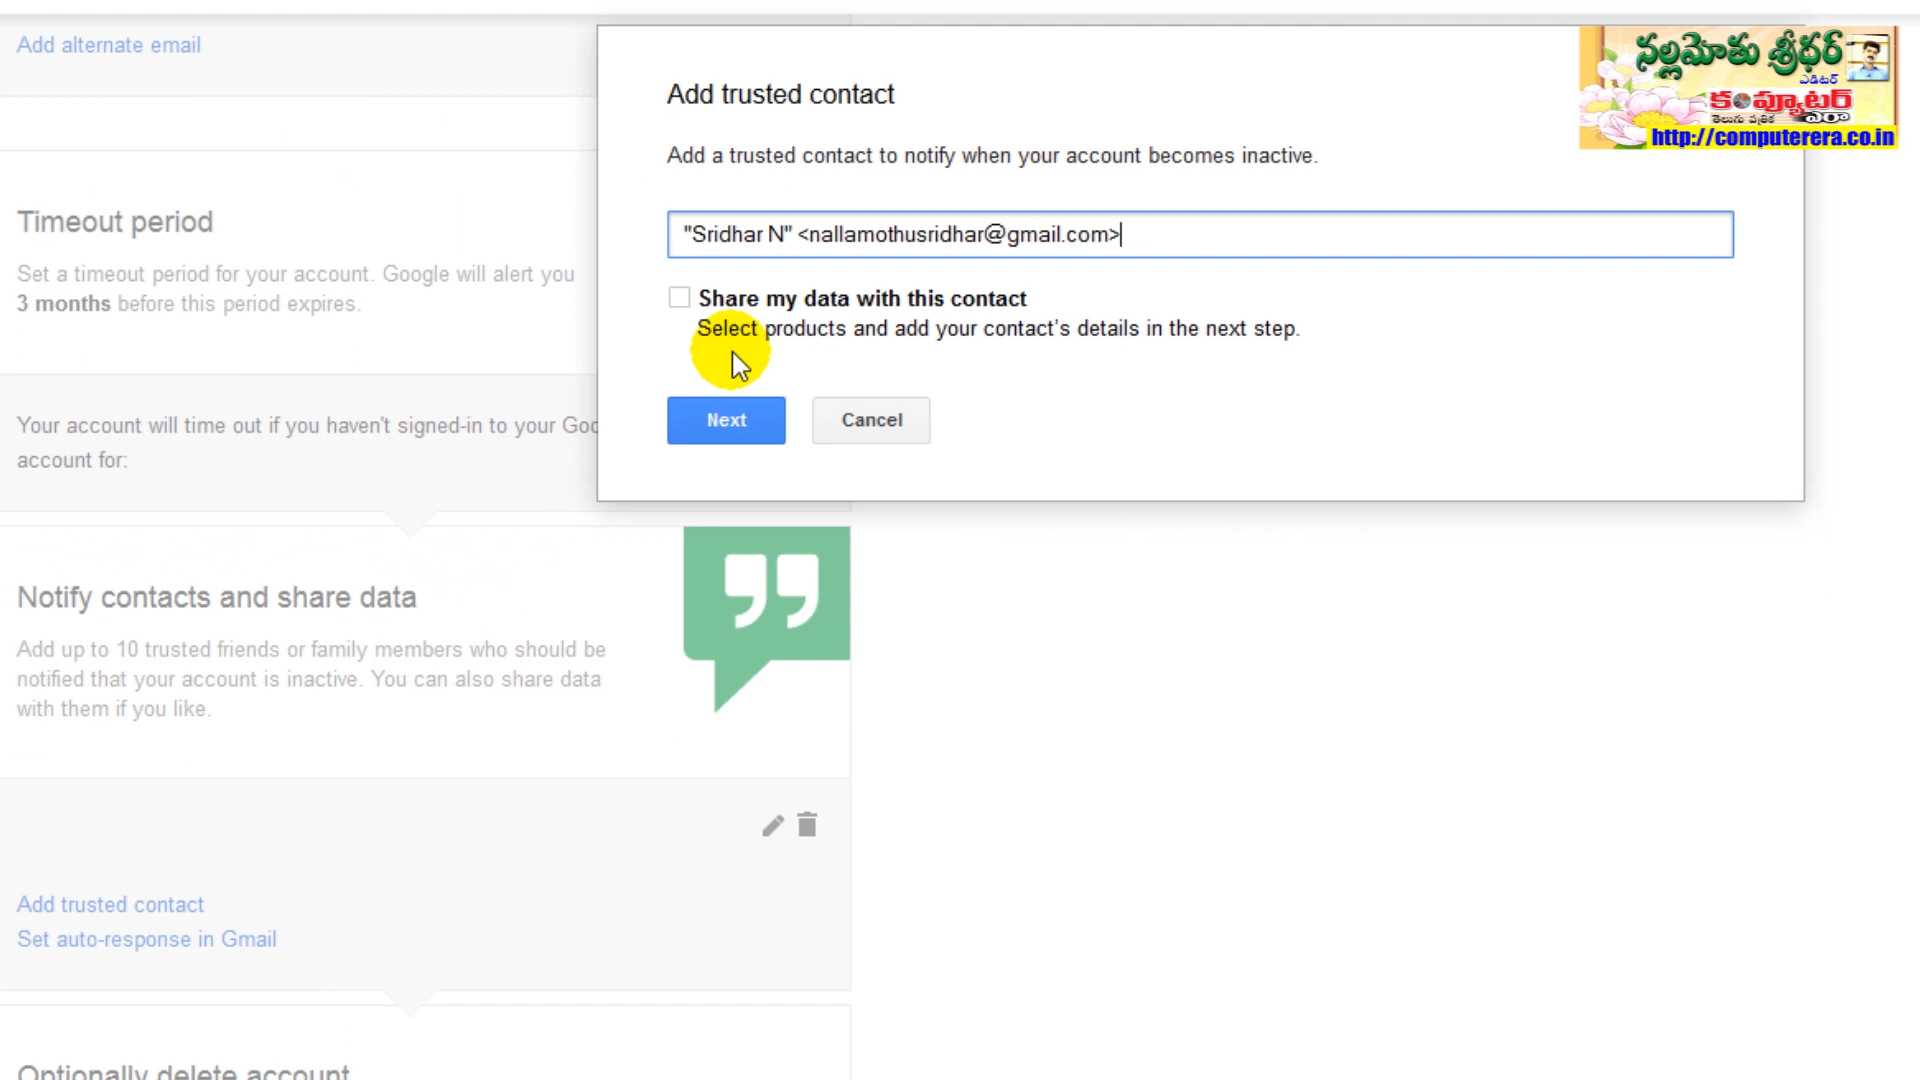 Add alternate email
Timeout period
Set a timeout period for your account. Google will alert you
3 months before this period expires.
Your account will time out if you haven't signed-in to your Goo
account for:
Notify contacts and share data
Add up to 10 trusted friends or family members who should be
notified that your account is inactive. You can also share data
with them if you like.
Add trusted contact
Set auto-response in Gmail
Optionally delete account
Add trusted contact
Add a trusted contact to notify when your account becomes inactive.
"Sridhar N" <nallamothusridhar@gmail.com>
Share my data with this contact
Select products and add your contact's details in the next step.
Next
Cancel
నల్లమోతు శ్రీధర్
ఎడిటర్
కంప్యూటర్
తెలుగు పత్రిక ఎరా
http://computerera.co.in